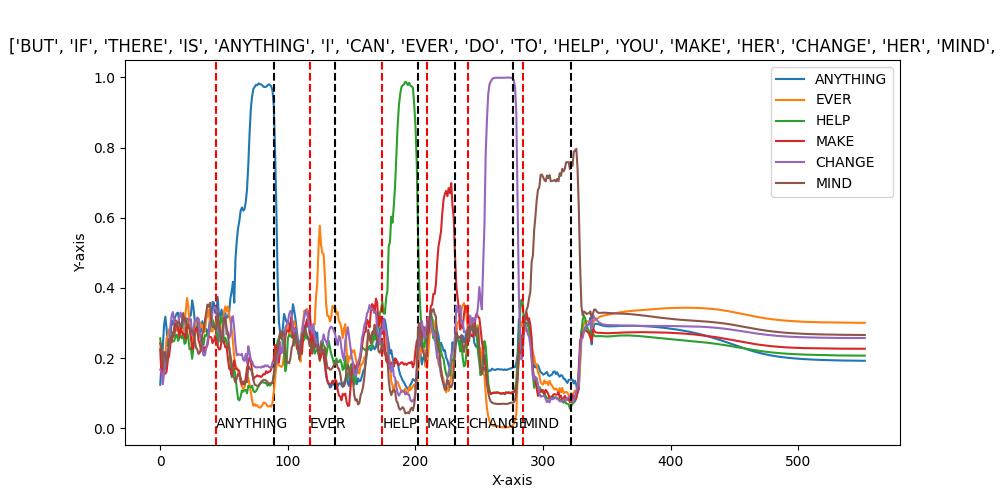 ['BUT', 'IF', 'THERE', 'IS', 'ANYTHING', 'I', 'CAN', 'EVER', 'DO', 'TO', 'HELP', 'YOU', 'MAKE', 'HER', 'CHANGE', 'HER', 'MIND',
1.0
0.8
0.6
0.4
0.2
0.0
Y-axis
ANYTHING
EVER
HELP
MAKE
CHANGE
MIND
ANYTHING EVER HELP MAKE CHANGE MIND
0 100 200 300 400 500
X-axis